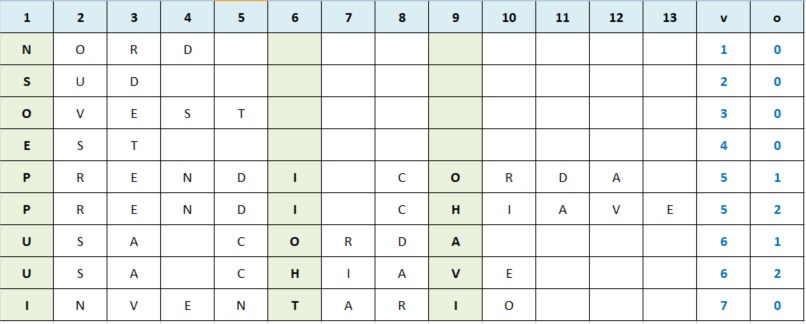 1 2 3 4 5 6 7 8 9 10 11 12 13 v o
N O R D 1 0
S U D 2 0
O V E S T 3 0
E S T 4 0
P R E N D I C O R D A 5 1
P R E N D I C H I A V E 5 2
U S A C O R D A 6 1
U S A C H I A V E 6 2
I N V E N T A R I O 7 0